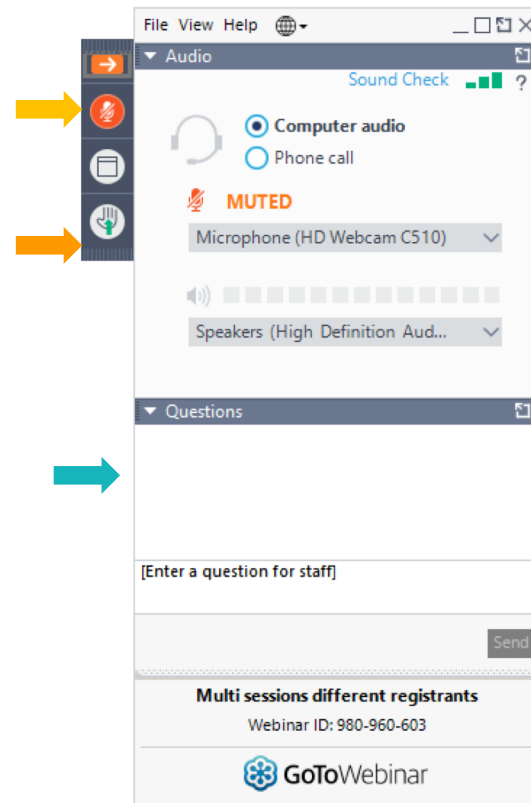 File View Help
Audio
Sound Check ?
Computer audio
Phone call
MUTED
Microphone (HD Webcam C510)
Speakers (High Definition Aud...
Questions
[Enter a question for staff]
Send
Multi sessions different registrants
Webinar ID: 980-960-603
GoToWebinar